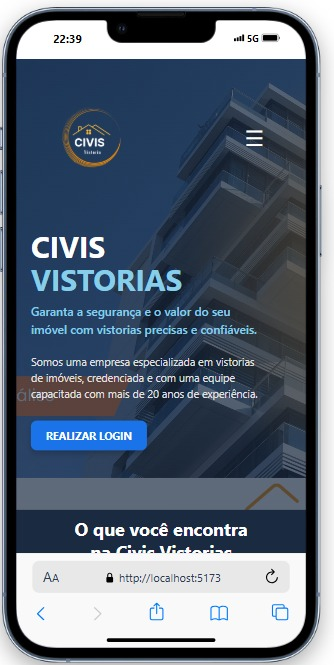 22:39
5G
CIVIS
Vistoria
CIVIS
VISTORIAS
Garanta a segurança e o valor do seu
imóvel com vistorias precisas e confiáveis.
Somos uma empresa especializada em vistorias
de imóveis, credenciada e com uma equipe
capacitada com mais de 20 anos de experiência.
REALIZAR LOGIN
O que você encontra
na Civis Vistorias
AA
http://localhost:5173